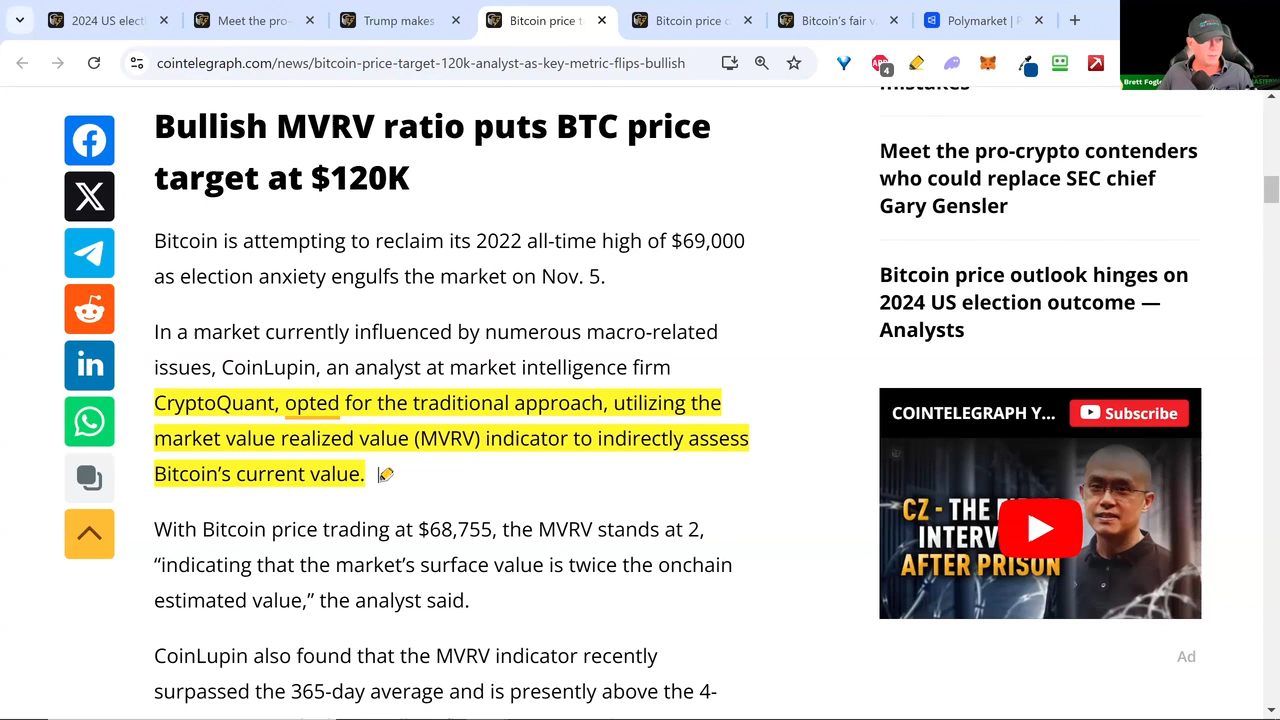 2024 US elect
Meet the pro-
Trump makes
Bitcoin price t
Bitcoin price o
Bitcoin's fair v
Polymarket | P
cointelegraph.com/news/bitcoin-price-target-120k-analyst-as-key-metric-flips-bullish
4
Brett Fogle
Bullish MVRV ratio puts BTC price
target at $120K
Bitcoin is attempting to reclaim its 2022 all-time high of $69,000
as election anxiety engulfs the market on Nov. 5.
In a market currently influenced by numerous macro-related
issues, CoinLupin, an analyst at market intelligence firm
CryptoQuant, opted for the traditional approach, utilizing the
market value realized value (MVRV) indicator to indirectly assess
Bitcoin’s current value.
With Bitcoin price trading at $68,755, the MVRV stands at 2,
“indicating that the market’s surface value is twice the onchain
estimated value,” the analyst said.
CoinLupin also found that the MVRV indicator recently
surpassed the 365-day average and is presently above the 4-
mistakes
Meet the pro-crypto contenders
who could replace SEC chief
Gary Gensler
Bitcoin price outlook hinges on
2024 US election outcome —
Analysts
COINTELEGRAPH Y...
Subscribe
CZ - THE
INTERV
AFTER PRISON
Ad